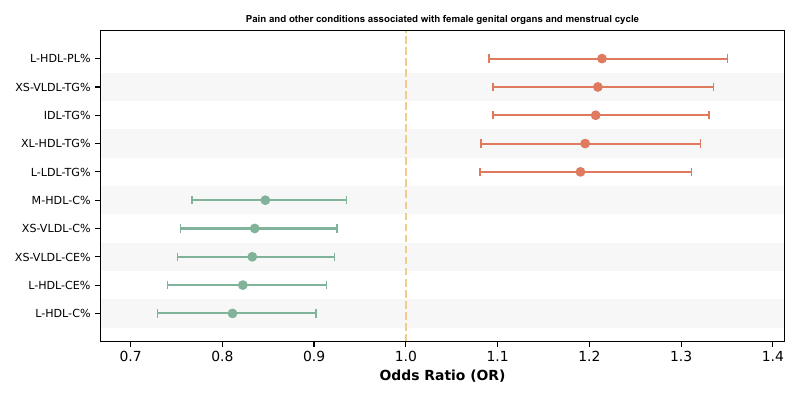 Pain and other conditions associated with female genital organs and menstrual cycle
L-HDL-PL%
XS-VLDL-TG%
IDL-TG%
XL-HDL-TG%
L-LDL-TG%
M-HDL-C%
XS-VLDL-C%
XS-VLDL-CE%
L-HDL-CE%
L-HDL-C%
0.7 0.8 0.9 1.0 1.1 1.2 1.3 1.4
Odds Ratio (OR)